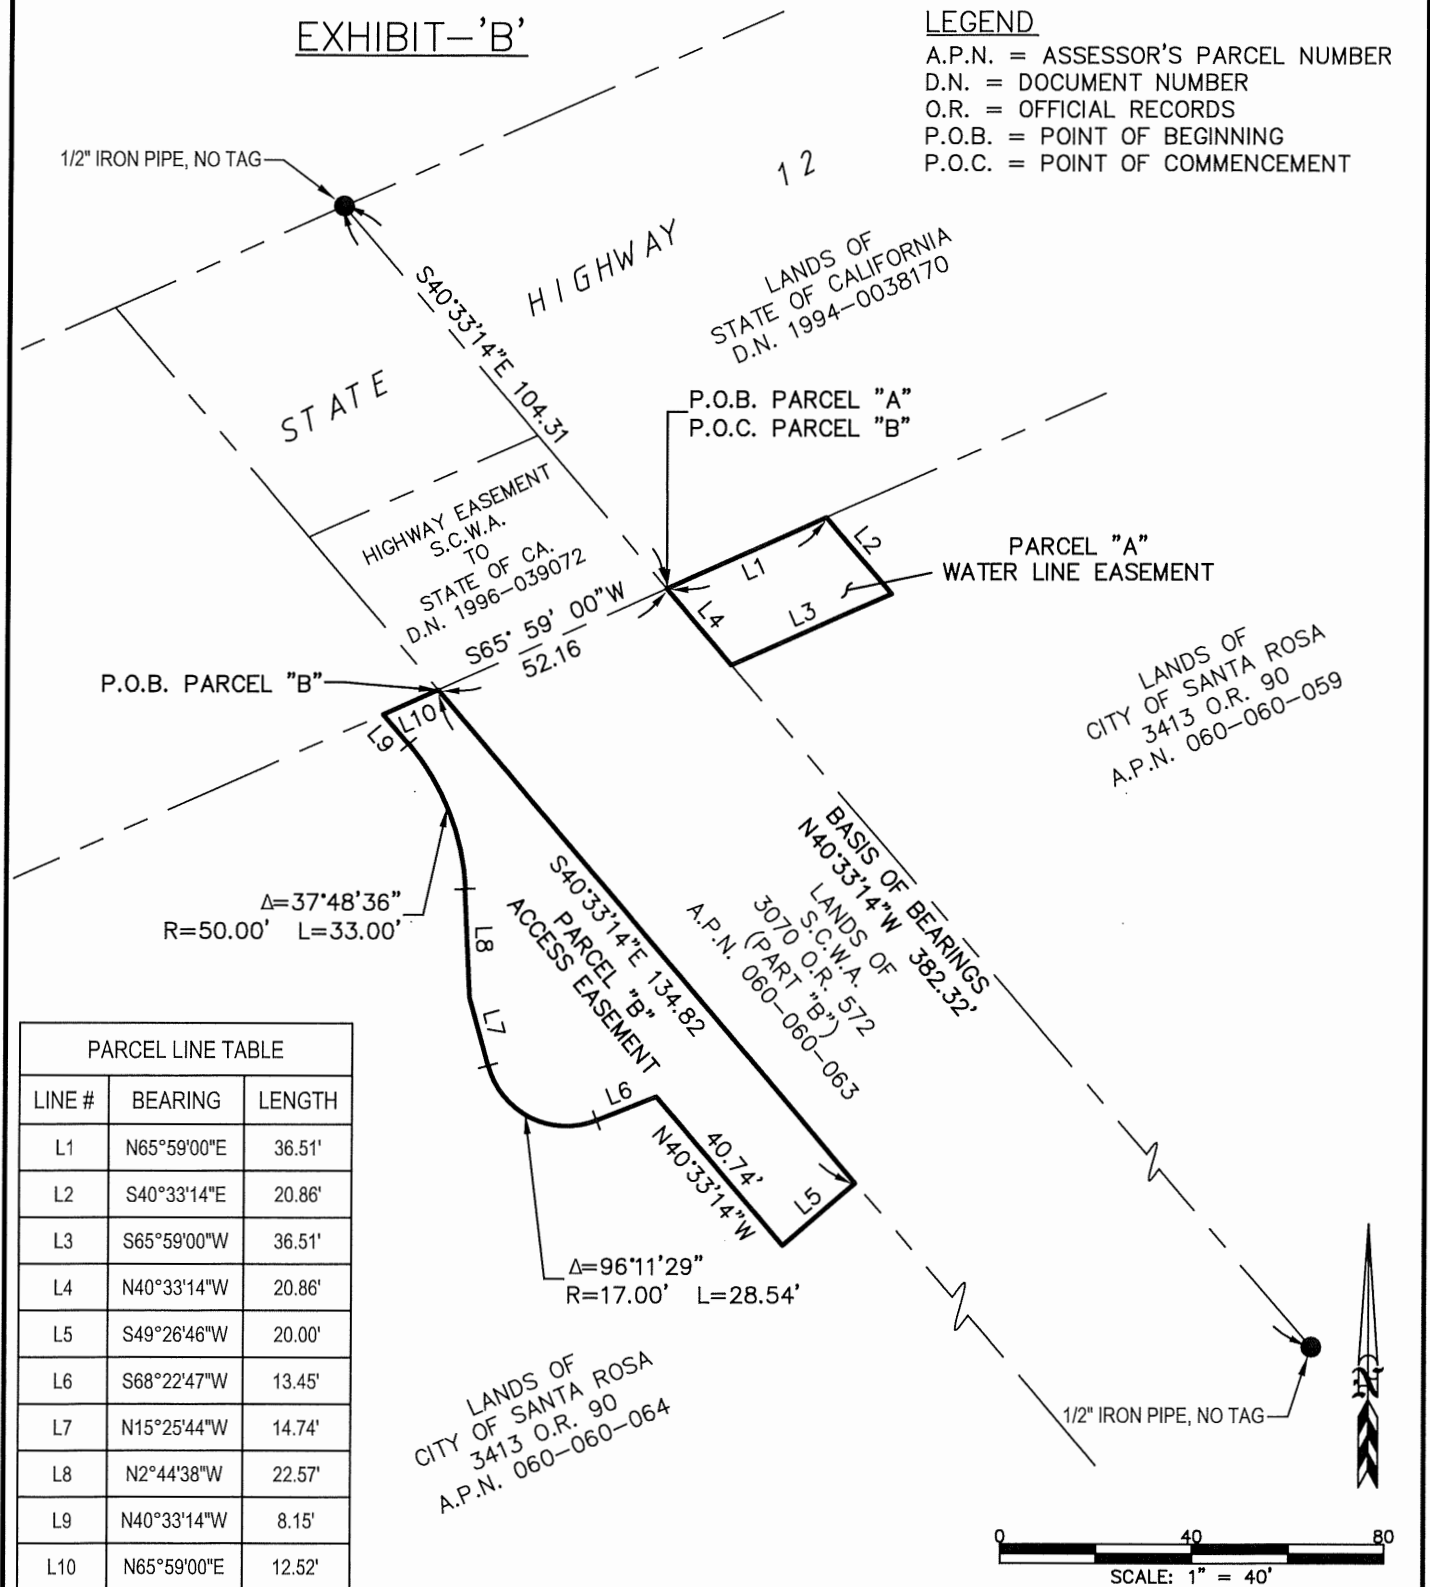 EXHIBIT-'B'
LEGEND
A.P.N. = ASSESSOR'S PARCEL NUMBER
D.N. = DOCUMENT NUMBER
O.R. = OFFICIAL RECORDS
P.O.B. = POINT OF BEGINNING
P.O.C. = POINT OF COMMENCEMENT
1/2" IRON PIPE, NO TAG
STATE HIGHWAY 12
LANDS OF
STATE OF CALIFORNIA
D.N. 1994-0038170
S40°33'14"E 104.31
P.O.B. PARCEL "A"
P.O.C. PARCEL "B"
HIGHWAY EASEMENT
S.C.W.A.
TO
STATE OF CA.
D.N. 1996-039072
S65° 59' 00"W
52.16
L1
L2
L3
L4
PARCEL "A"
WATER LINE EASEMENT
LANDS OF
CITY OF SANTA ROSA
3413 O.R. 90
A.P.N. 060-060-059
P.O.B. PARCEL "B"
L10
L9
Δ=37°48'36"
R=50.00' L=33.00'
L8
L7
S40°33'14"E 134.82
PARCEL "B"
ACCESS EASEMENT
BASIS OF BEARINGS
N40°33'14"W 382.32'
LANDS OF
S.C.W.A.
3070 O.R. 572
(PART "B")
A.P.N. 060-060-063
L6
40.74'
N40°33'14"W
L5
Δ=96°11'29"
R=17.00' L=28.54'
LANDS OF
CITY OF SANTA ROSA
3413 O.R. 90
A.P.N. 060-060-064
1/2" IRON PIPE, NO TAG
N
PARCEL LINE TABLE
LINE # BEARING LENGTH
L1 N65°59'00"E 36.51'
L2 S40°33'14"E 20.86'
L3 S65°59'00"W 36.51'
L4 N40°33'14"W 20.86'
L5 S49°26'46"W 20.00'
L6 S68°22'47"W 13.45'
L7 N15°25'44"W 14.74'
L8 N2°44'38"W 22.57'
L9 N40°33'14"W 8.15'
L10 N65°59'00"E 12.52'
0 40 80
SCALE: 1" = 40'